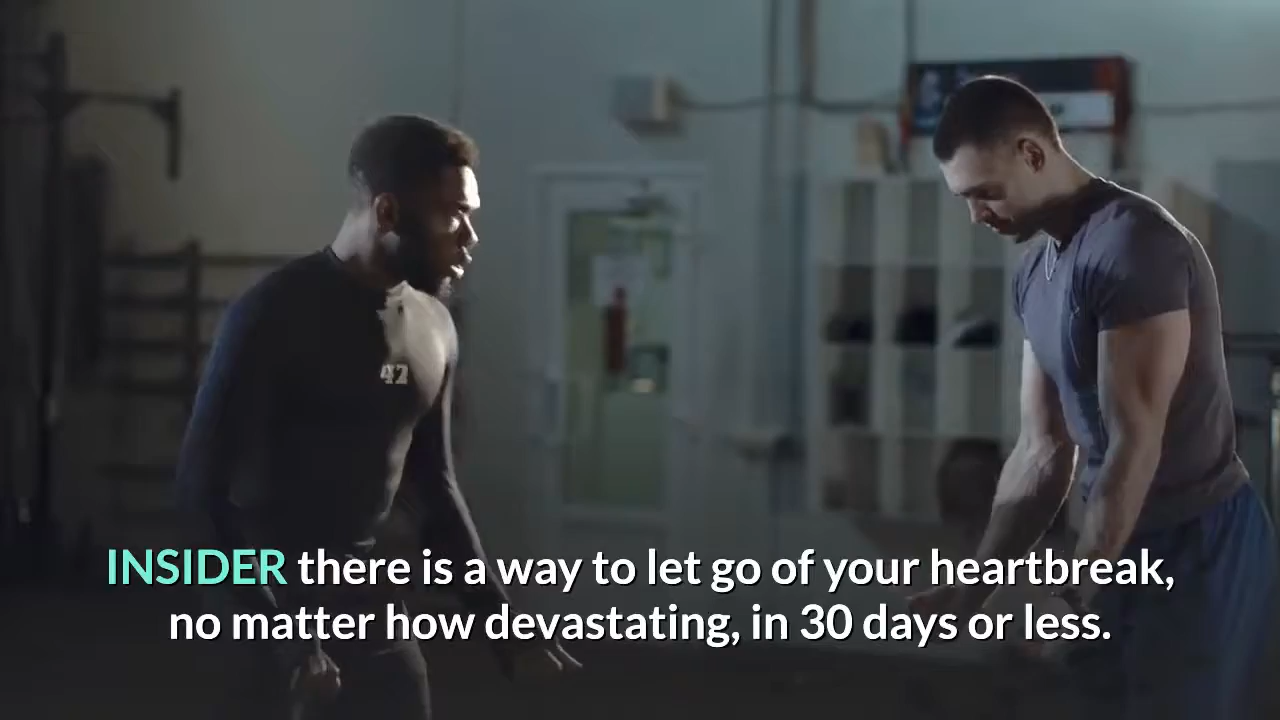 42
INSIDER there is a way to let go of your heartbreak,
no matter how devastating, in 30 days or less.